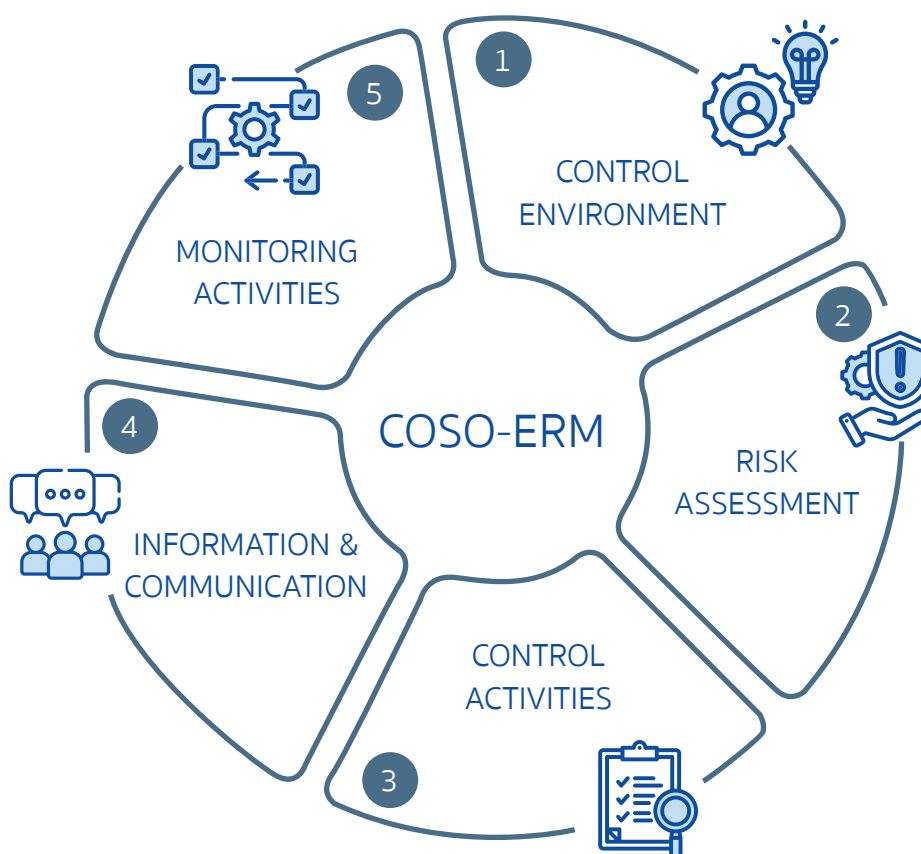 1
CONTROL
ENVIRONMENT
2
RISK
ASSESSMENT
3
CONTROL
ACTIVITIES
4
INFORMATION &
COMMUNICATION
5
MONITORING
ACTIVITIES
COSO-ERM